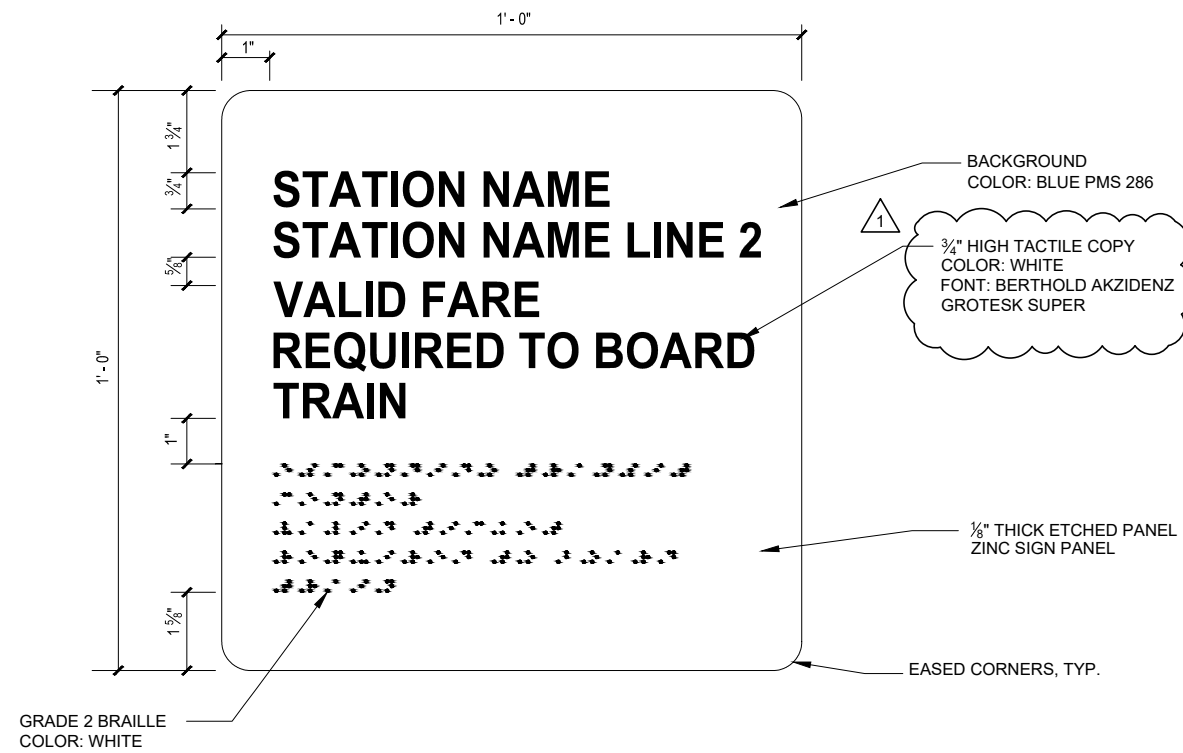 1' - 0"
1"
1 ¾"
¾"
⅝"
1' - 0"
1"
1 ⅝"
STATION NAME
STATION NAME LINE 2
VALID FARE
REQUIRED TO BOARD
TRAIN
BACKGROUND
COLOR: BLUE PMS 286
1
¾" HIGH TACTILE COPY
COLOR: WHITE
FONT: BERTHOLD AKZIDENZ
GROTESK SUPER
⅛" THICK ETCHED PANEL
ZINC SIGN PANEL
EASED CORNERS, TYP.
GRADE 2 BRAILLE
COLOR: WHITE